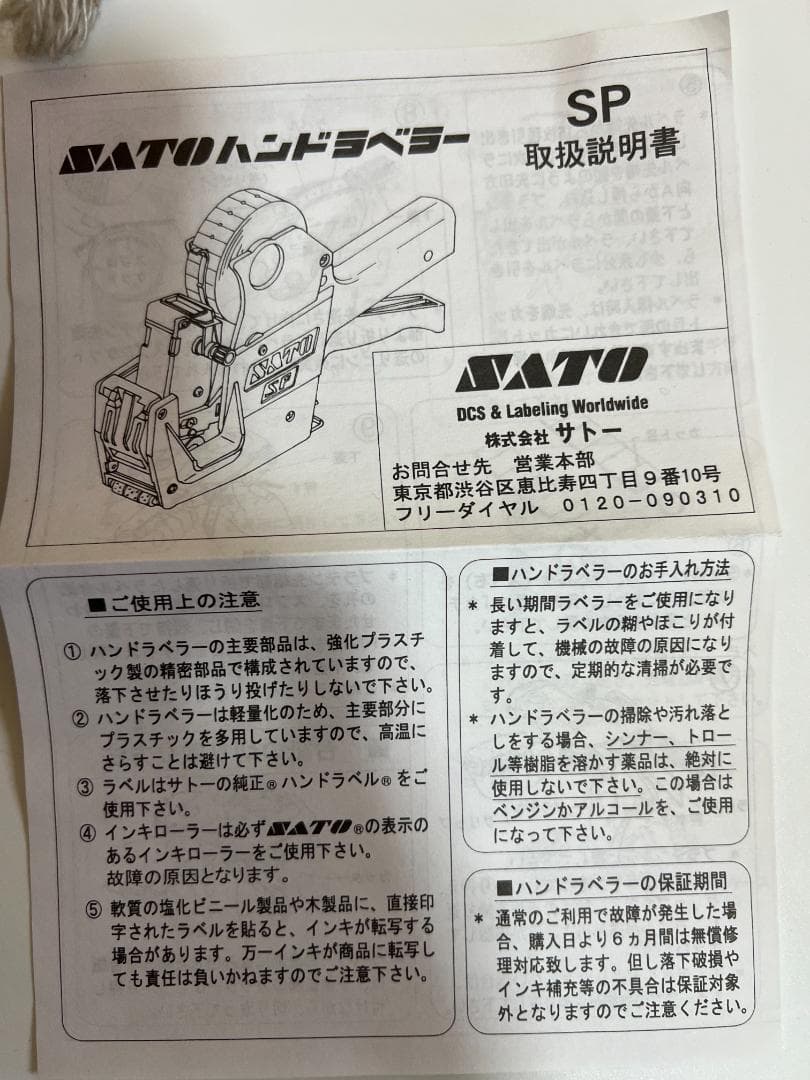 SATOハンドラベラー
SP
取扱説明書
SATO
SP
SATO
DCS & Labeling Worldwide
株式会社 サトー
お問合せ先 営業本部
東京都渋谷区恵比寿四丁目9番10号
フリーダイヤル 0120-090310
■ご使用上の注意
① ハンドラベラーの主要部品は、強化プラスチ
ック製の精密部品で構成されていますので、
落下させたりほうり投げたりしないで下さい。
② ハンドラベラーは軽量化のため、主要部分に
プラスチックを多用していますので、高温に
さらすことは避けて下さい。
③ ラベルはサトーの純正®ハンドラベル®をご
使用下さい。
④ インキローラーは必ずSATO®の表示の
あるインキローラーをご使用下さい。
故障の原因となります。
⑤ 軟質の塩化ビニール製品や木製品に、直接印
字されたラベルを貼ると、インキが転写する
場合があります。万一インキが商品に転写し
ても責任は負いかねますのでご注意下さい。
■ハンドラベラーのお手入れ方法
* 長い期間ラベラーをご使用になり
ますと、ラベルの糊やほこりが付
着して、機械の故障の原因になり
ますので、定期的な清掃が必要で
す。
* ハンドラベラーの掃除や汚れ落と
しをする場合、シンナー、トロー
ル等樹脂を溶かす薬品は、絶対に
使用しないで下さい。この場合は
ベンジンかアルコールを、ご使用
になって下さい。
■ハンドラベラーの保証期間
* 通常のご利用で故障が発生した場
合、購入日より6ヵ月間は無償修
理対応致します。但し落下破損や
インキ補充等の不具合は保証対象
外となりますのでご注意ください。